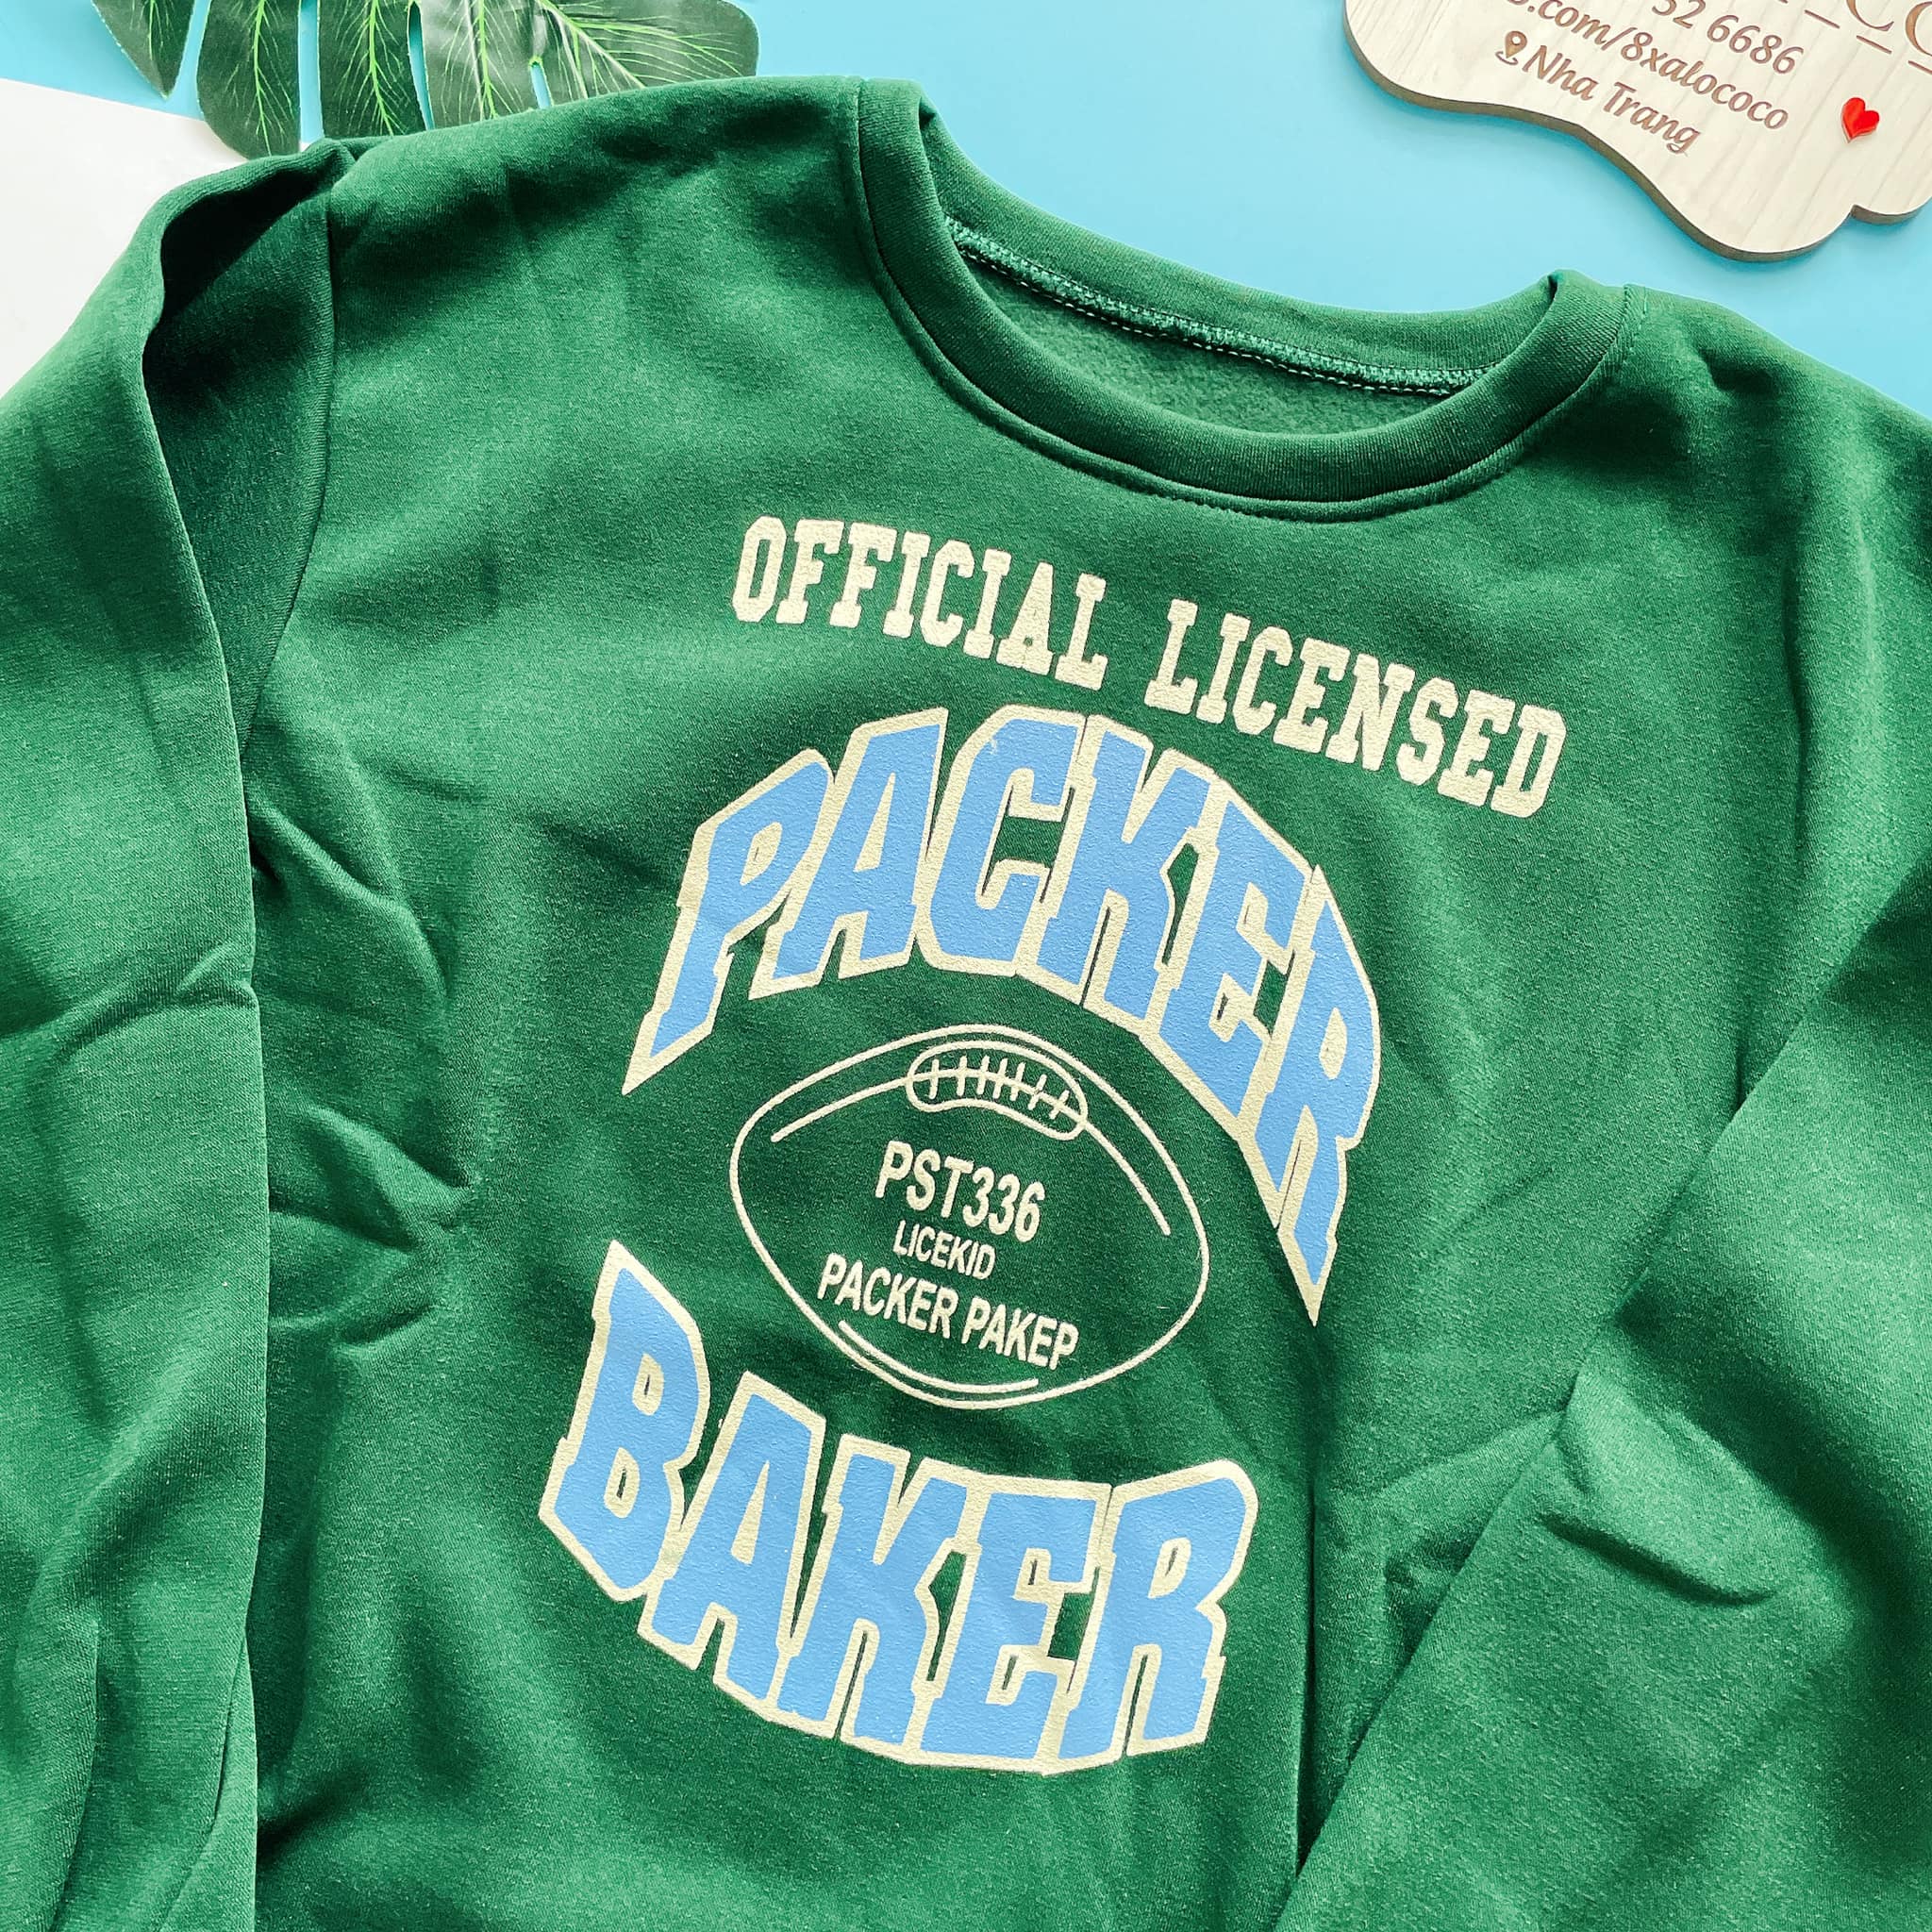 52 6686
.com/8xalococo
Nha Trang
OFFICIAL LICENSED
PACKER
PST336
LICEKID
PACKER PAKEP
BAKER